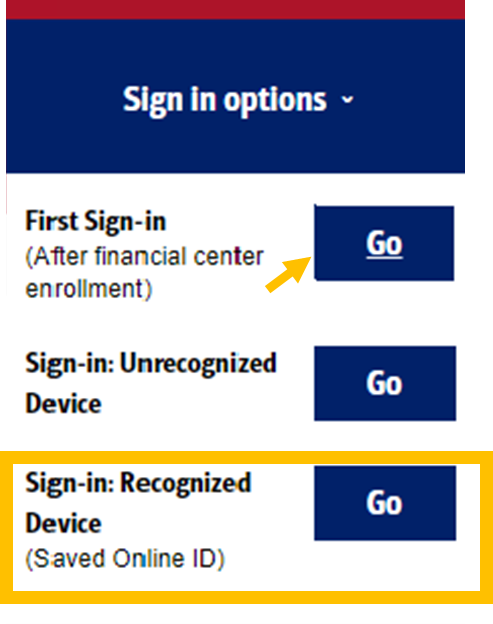 Sign in options
First Sign-in
(After financial center
enrollment)
Go
Sign-in: Unrecognized
Device
Go
Sign-in: Recognized
Device
(Saved Online ID)
Go